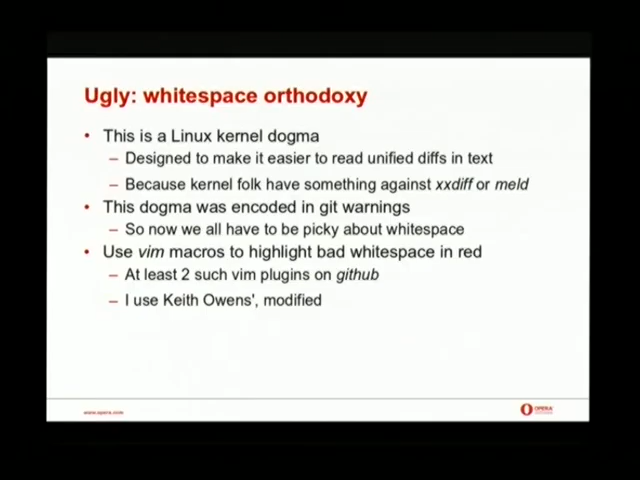 Ugly: whitespace orthodoxy
• This is a Linux kernel dogma
– Designed to make it easier to read unified diffs in text
– Because kernel folk have something against xxdiff or meld
• This dogma was encoded in git warnings
– So now we all have to be picky about whitespace
• Use vim macros to highlight bad whitespace in red
– At least 2 such vim plugins on github
– I use Keith Owens', modified
www.opera.com
OPERA